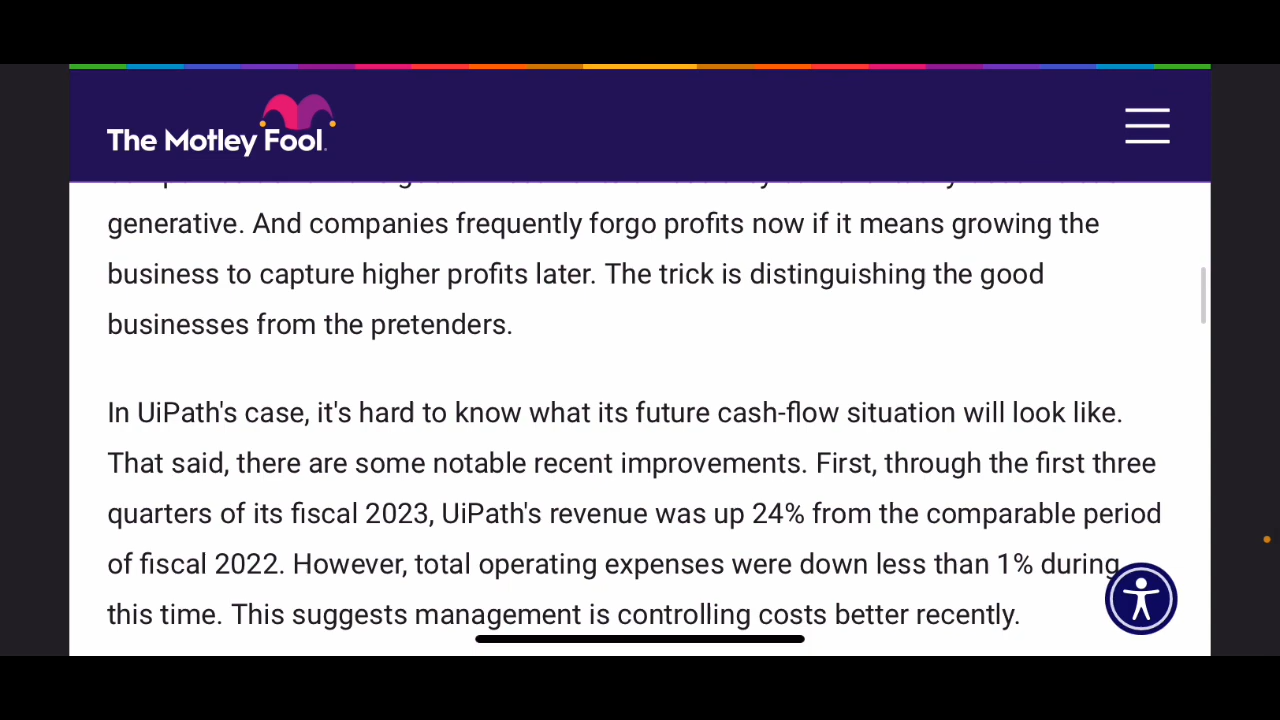 The Motley Fool.
generative. And companies frequently forgo profits now if it means growing the
business to capture higher profits later. The trick is distinguishing the good
businesses from the pretenders.
In UiPath's case, it's hard to know what its future cash-flow situation will look like.
That said, there are some notable recent improvements. First, through the first three
quarters of its fiscal 2023, UiPath's revenue was up 24% from the comparable period
of fiscal 2022. However, total operating expenses were down less than 1% during
this time. This suggests management is controlling costs better recently.